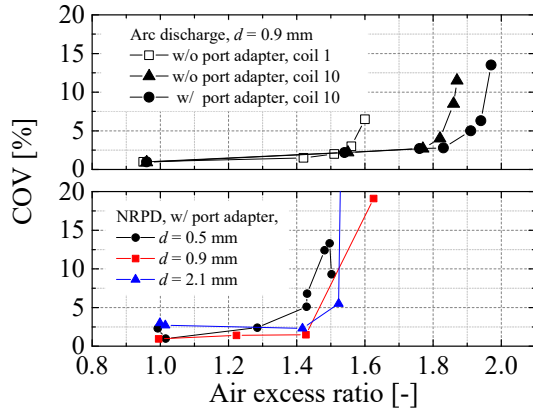 Arc discharge, d = 0.9 mm
w/o port adapter, coil 1
w/o port adapter, coil 10
w/ port adapter, coil 10
20
15
10
5
0
COV [%]
NRPD, w/ port adapter,
d = 0.5 mm
d = 0.9 mm
d = 2.1 mm
20
15
10
5
0
0.8 1.0 1.2 1.4 1.6 1.8 2.0
Air excess ratio [-]